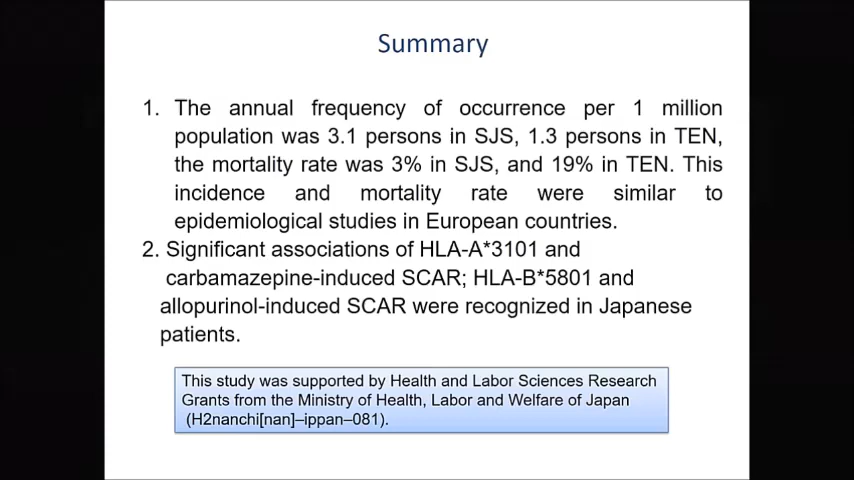 Summary
1. The annual frequency of occurrence per 1 million
population was 3.1 persons in SJS, 1.3 persons in TEN,
the mortality rate was 3% in SJS, and 19% in TEN. This
incidence and mortality rate were similar to
epidemiological studies in European countries.
2. Significant associations of HLA-A*3101 and
carbamazepine-induced SCAR; HLA-B*5801 and
allopurinol-induced SCAR were recognized in Japanese
patients.
This study was supported by Health and Labor Sciences Research
Grants from the Ministry of Health, Labor and Welfare of Japan
(H2nanchi[nan]–ippan–081).